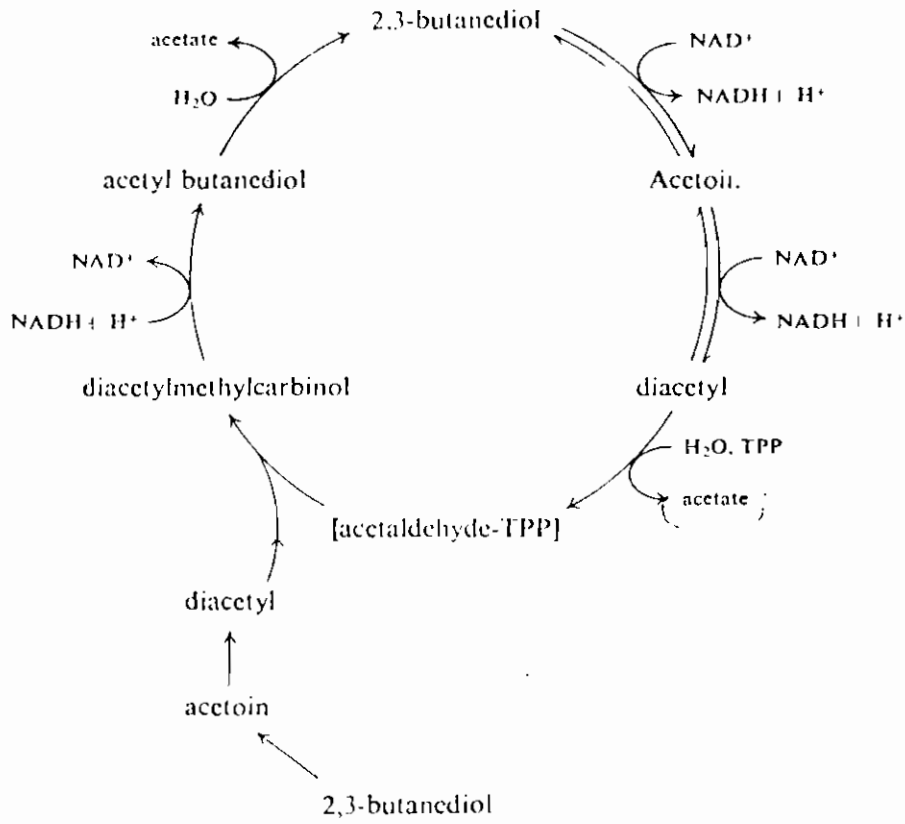 2,3-butanediol
acetate
NAD⁺
H₂O
NADH + H⁺
acetyl butanediol
Acetoin.
NAD⁺
NAD⁺
NADH + H⁺
NADH + H⁺
diacetylmethylcarbinol
diacetyl
H₂O, TPP
acetate
[acetaldehyde-TPP]
diacetyl
acetoin
2,3-butanediol